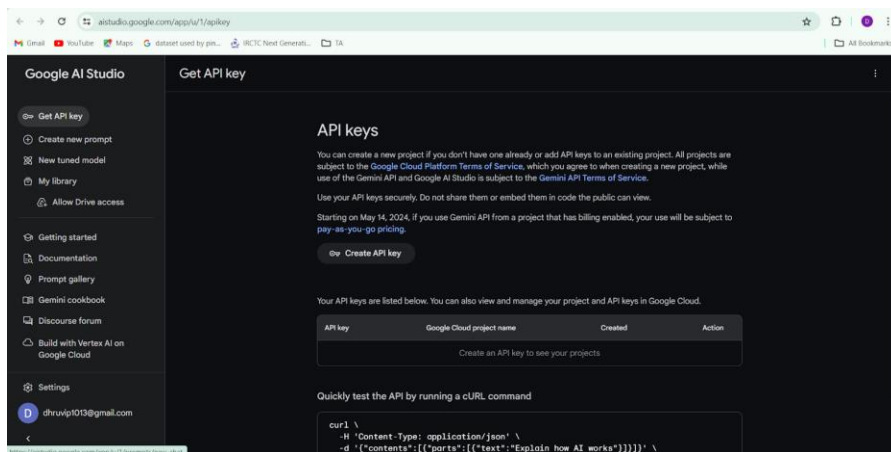 aistudio.google.com/app/u/1/apikey
Gmail YouTube Maps dataset used by pin... IRCTC Next Generati... TA All Bookmarks
Google AI Studio
Get API key
Get API key
Create new prompt
New tuned model
My library
Allow Drive access
Getting started
Documentation
Prompt gallery
Gemini cookbook
Discourse forum
Build with Vertex AI on
Google Cloud
Settings
D dhruvip1013@gmail.com
API keys
You can create a new project if you don't have one already or add API keys to an existing project. All projects are
subject to the Google Cloud Platform Terms of Service, which you agree to when creating a new project, while
use of the Gemini API and Google AI Studio is subject to the Gemini API Terms of Service.
Use your API keys securely. Do not share them or embed them in code the public can view.
Starting on May 14, 2024, if you use Gemini API from a project that has billing enabled, your use will be subject to
pay-as-you-go pricing.
Create API key
Your API keys are listed below. You can also view and manage your project and API keys in Google Cloud.
API key Google Cloud project name Created Action
Create an API key to see your projects
Quickly test the API by running a cURL command
curl \
-H 'Content-Type: application/json' \
-d '{"contents":[{"parts":[{"text":"Explain how AI works"}]}]}' \